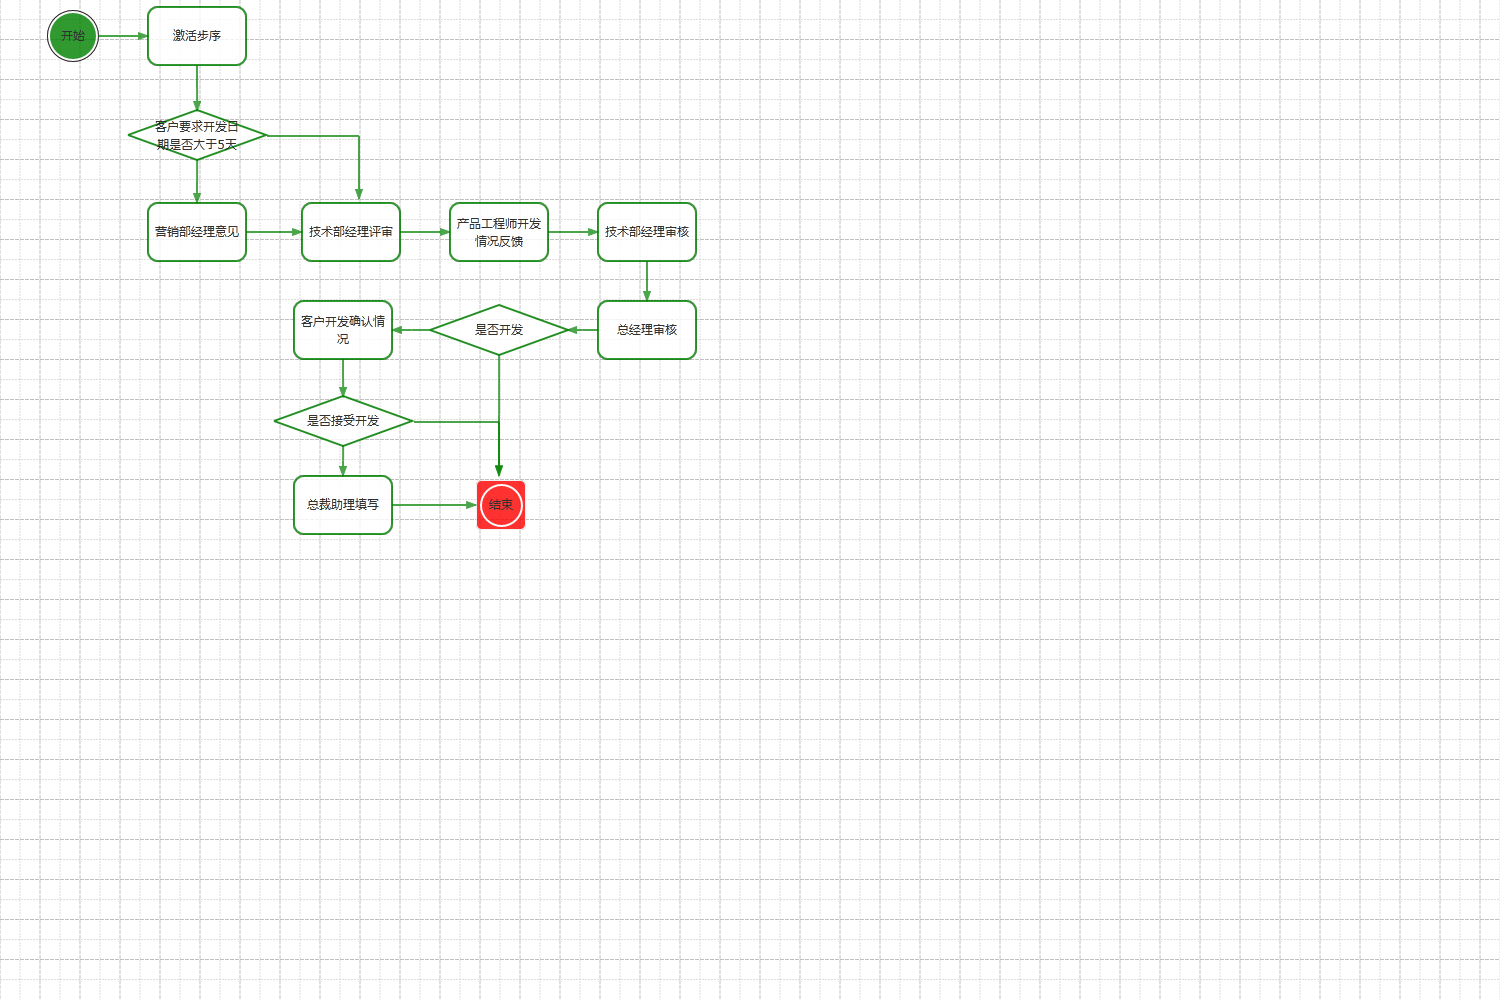 开始
激活步序
客户要求开发日
期是否大于5天
营销部经理意见
技术部经理评审
产品工程师开发
情况反馈
技术部经理审核
客户开发确认情
况
是否开发
总经理审核
是否接受开发
总裁助理填写
结束